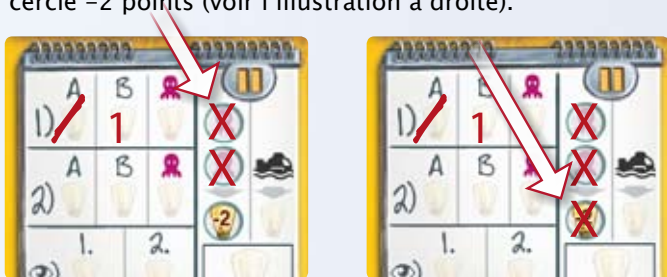 cercle –2 points (voir l'illustration à droite).
A B
1) 1 X
A B X
2)
-2
1. 2.
A B
1) 1 X
A B X
2) X
1. 2.